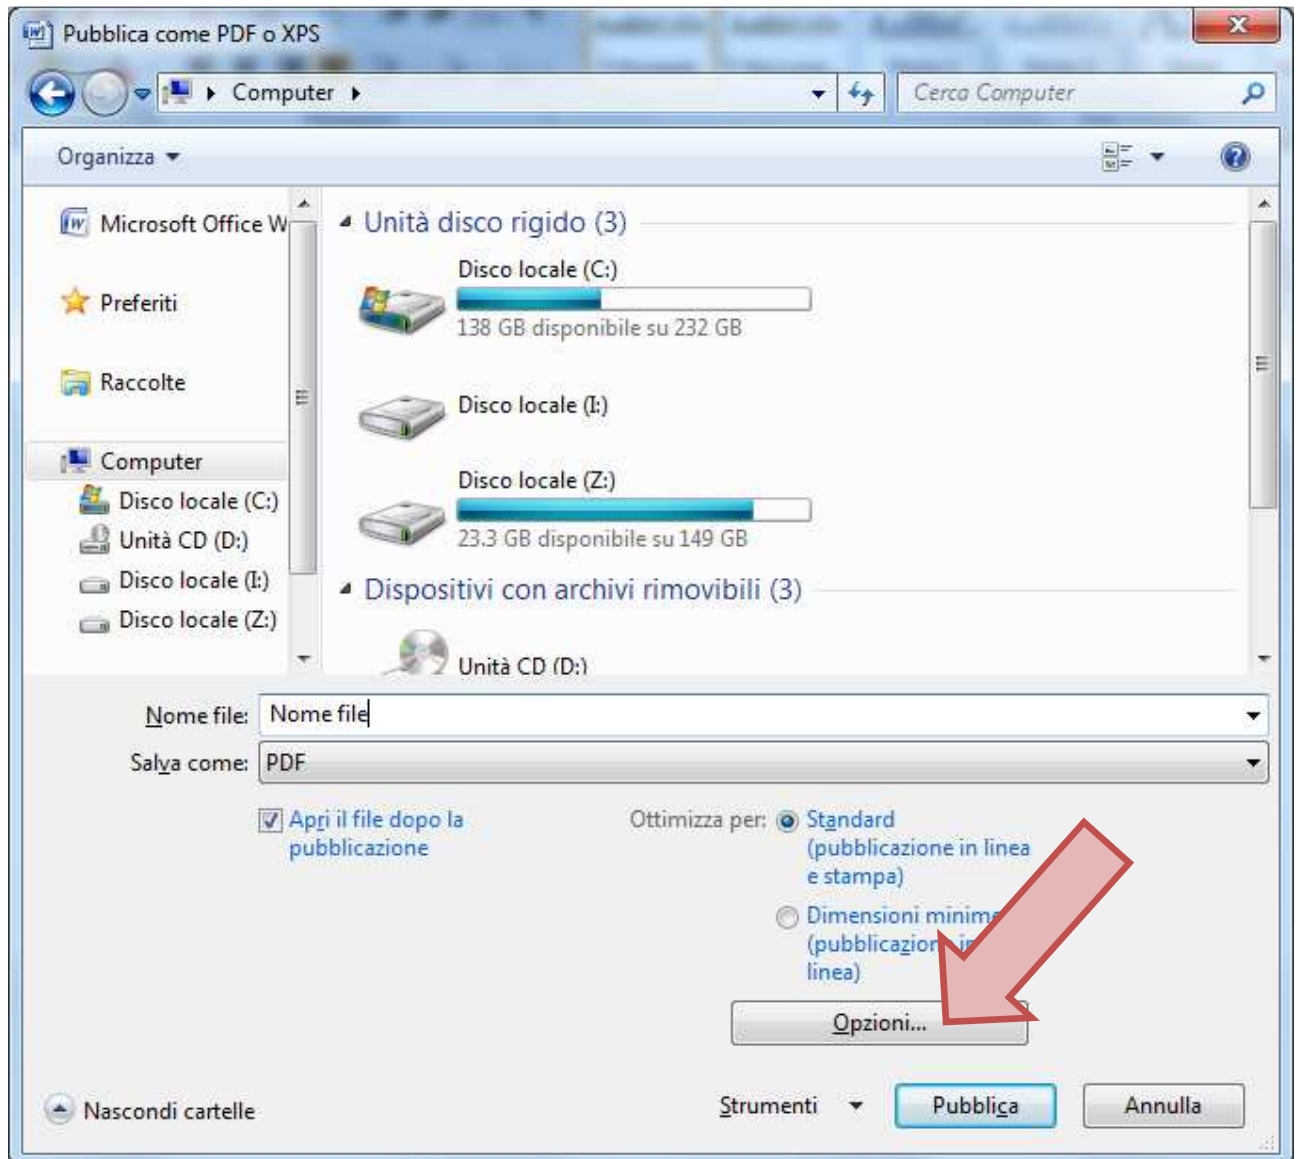 Pubblica come PDF o XPS
Computer
Cerca Computer
Organizza
Microsoft Office W
Preferiti
Raccolte
Computer
Disco locale (C:)
Unità CD (D:)
Disco locale (I:)
Disco locale (Z:)
Unità disco rigido (3)
Disco locale (C:)
138 GB disponibile su 232 GB
Disco locale (I:)
Disco locale (Z:)
23.3 GB disponibile su 149 GB
Dispositivi con archivi rimovibili (3)
Unità CD (D:)
Nome file: Nome file
Salva come: PDF
Apri il file dopo la
pubblicazione
Ottimizza per: Standard
(pubblicazione in linea
e stampa)
Dimensioni minime
(pubblicazione in
linea)
Opzioni...
Nascondi cartelle
Strumenti Pubblica Annulla